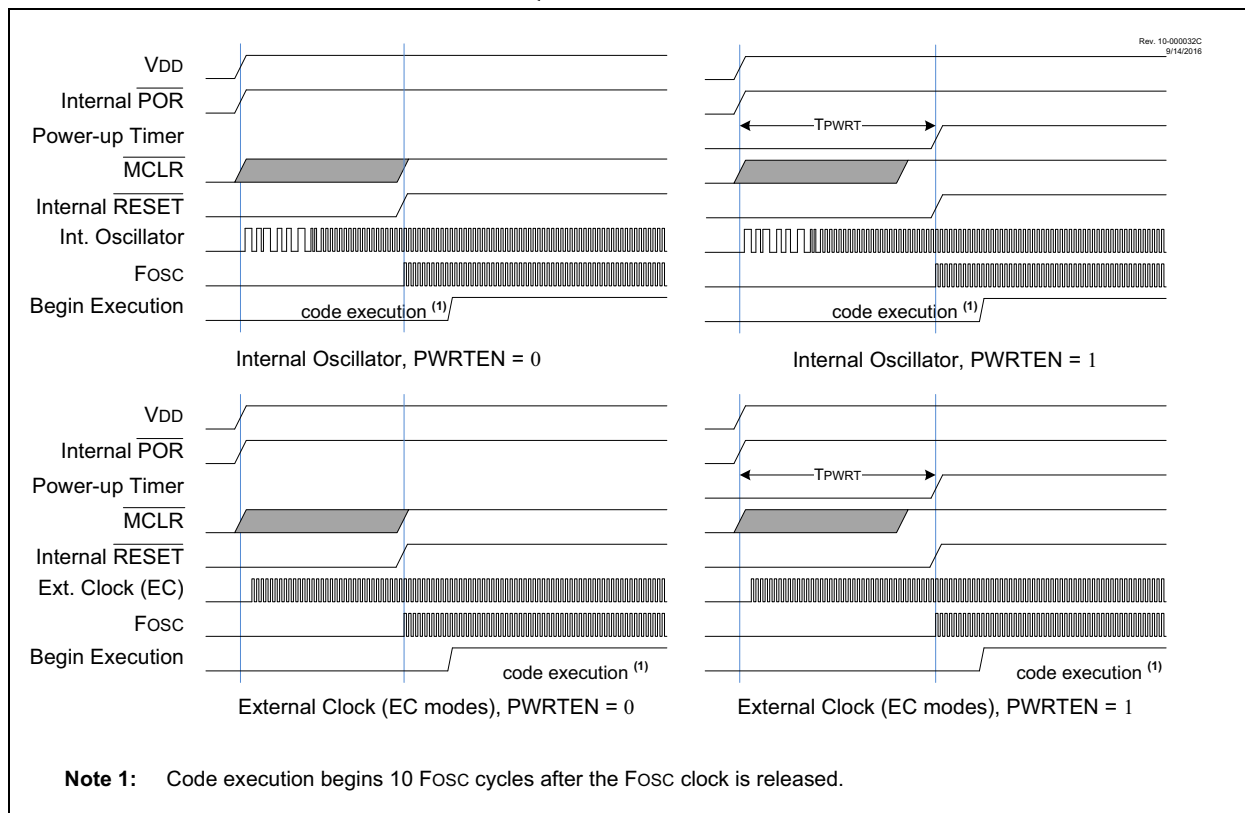 Rev. 10-000032C
9/14/2016
VDD
Internal POR
Power-up Timer
MCLR
Internal RESET
Int. Oscillator
FOSC
Begin Execution
code execution (1)
Internal Oscillator, PWRTEN = 0
TPWRT
code execution (1)
Internal Oscillator, PWRTEN = 1
VDD
Internal POR
Power-up Timer
MCLR
Internal RESET
Ext. Clock (EC)
FOSC
Begin Execution
code execution (1)
External Clock (EC modes), PWRTEN = 0
TPWRT
code execution (1)
External Clock (EC modes), PWRTEN = 1
Note 1: Code execution begins 10 FOSC cycles after the FOSC clock is released.